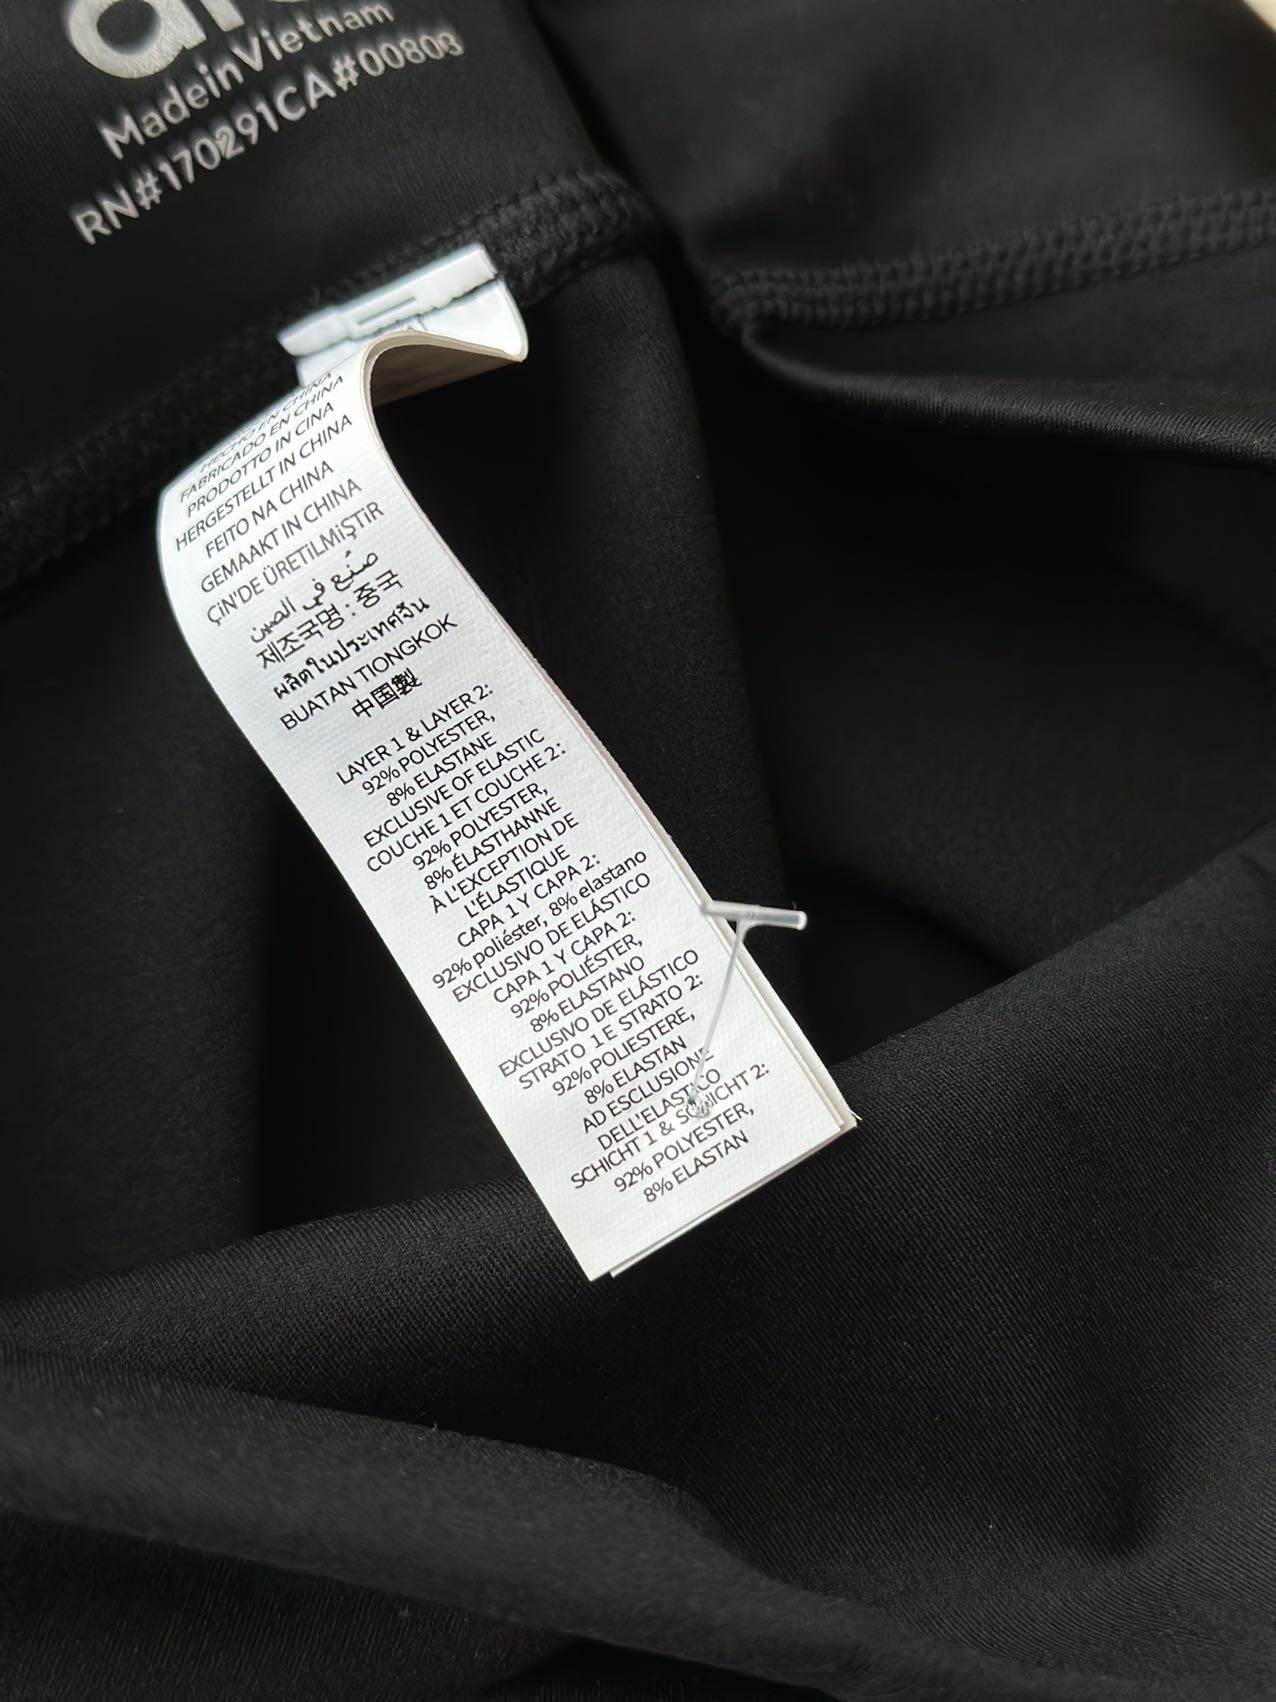 Made in Vietnam
RN#170291CA#00803
HECHO EN CHINA
FABRICADO EN CHINA
PRODOTTO IN CINA
HERGESTELLT IN CHINA
FEITO NA CHINA
GEMAAKT IN CHINA
ÇİN'DE ÜRETİLMİŞTİR
صُنع في الصين
제조국명 : 중국
ผลิตในประเทศจีน
BUATAN TIONGKOK
中国製
LAYER 1 & LAYER 2:
92% POLYESTER,
8% ELASTANE
EXCLUSIVE OF ELASTIC
COUCHE 1 ET COUCHE 2:
92% POLYESTER,
8% ÉLASTHANNE
À L'EXCEPTION DE
L'ÉLASTIQUE
CAPA 1 Y CAPA 2:
92% poliéster, 8% elastano
EXCLUSIVO DE ELÁSTICO
CAPA 1 Y CAPA 2:
92% POLIÉSTER,
8% ELASTANO
EXCLUSIVO DE ELÁSTICO
STRATO 1 E STRATO 2:
92% POLIESTERE,
8% ELASTAN
AD ESCLUSIONE
DELL'ELASTICO
SCHICHT 1 & SCHICHT 2:
92% POLYESTER,
8% ELASTAN